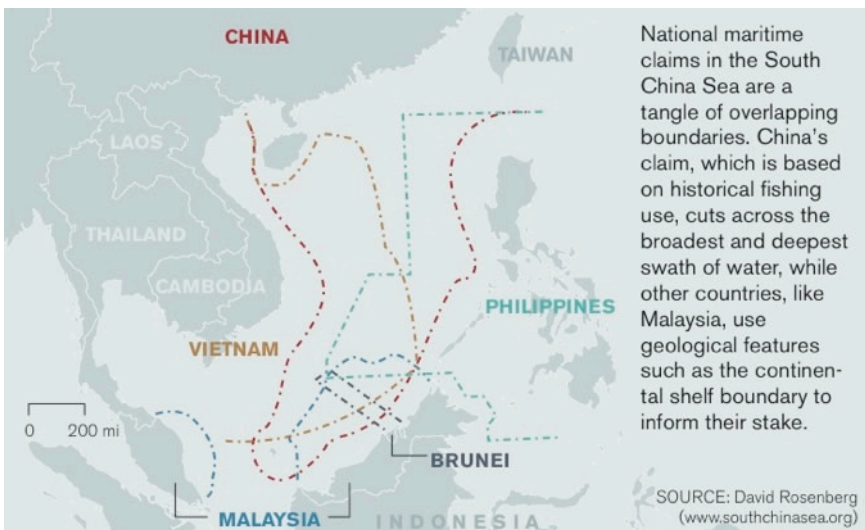 CHINA
TAIWAN
LAOS
THAILAND
CAMBODIA
VIETNAM
PHILIPPINES
0 200 mi
BRUNEI
MALAYSIA
INDONESIA
National maritime
claims in the South
China Sea are a
tangle of overlapping
boundaries. China's
claim, which is based
on historical fishing
use, cuts across the
broadest and deepest
swath of water, while
other countries, like
Malaysia, use
geological features
such as the continen-
tal shelf boundary to
inform their stake.
SOURCE: David Rosenberg
(www.southchinasea.org)